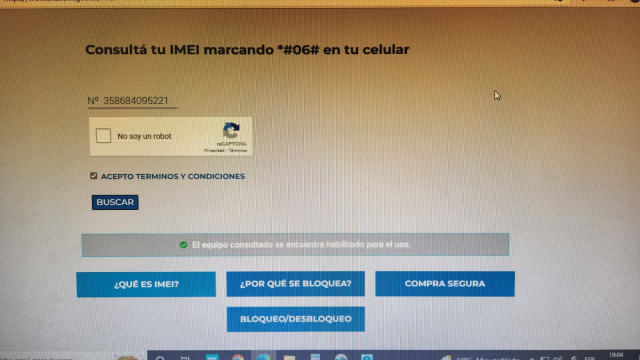 Consultá tu IMEI marcando *#06# en tu celular
Nº 358684095221
No soy un robot
reCAPTCHA
Privacidad - Términos
ACEPTO TERMINOS Y CONDICIONES
BUSCAR
El equipo consultado se encuentra habilitado para el uso.
¿QUÉ ES IMEI?
¿POR QUÉ SE BLOQUEA?
COMPRA SEGURA
BLOQUEO/DESBLOQUEO
19:04